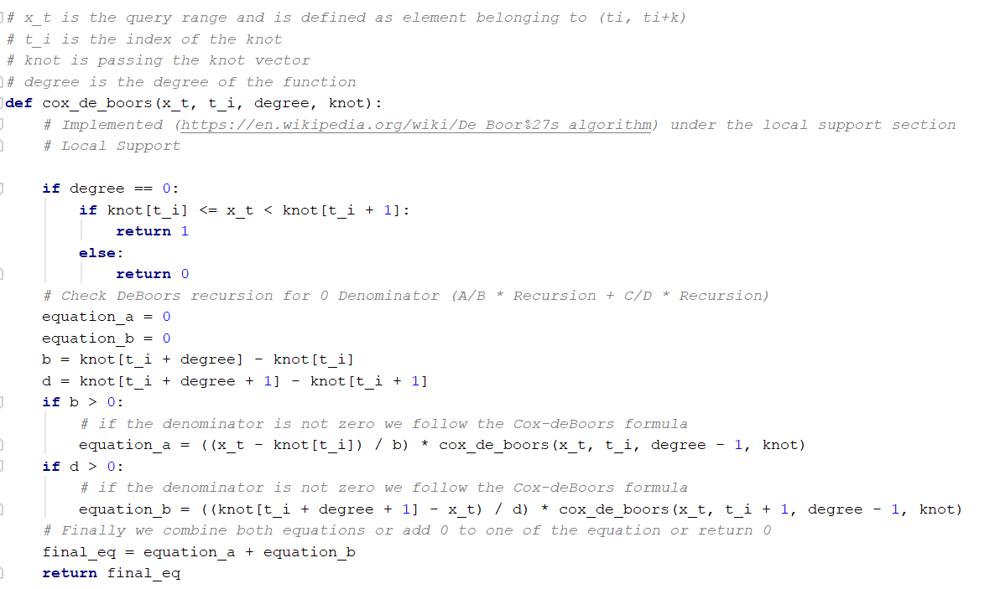 # x_t is the query range and is defined as element belonging to (ti, ti+k)
# t_i is the index of the knot
# knot is passing the knot vector
# degree is the degree of the function
def cox_de_boors(x_t, t_i, degree, knot):
    # Implemented (https://en.wikipedia.org/wiki/De_Boor%27s_algorithm) under the local support section
    # Local Support

    if degree == 0:
        if knot[t_i] <= x_t < knot[t_i + 1]:
            return 1
        else:
            return 0
    # Check DeBoors recursion for 0 Denominator (A/B * Recursion + C/D * Recursion)
    equation_a = 0
    equation_b = 0
    b = knot[t_i + degree] - knot[t_i]
    d = knot[t_i + degree + 1] - knot[t_i + 1]
    if b > 0:
        # if the denominator is not zero we follow the Cox-deBoors formula
        equation_a = ((x_t - knot[t_i]) / b) * cox_de_boors(x_t, t_i, degree - 1, knot)
    if d > 0:
        # if the denominator is not zero we follow the Cox-deBoors formula
        equation_b = ((knot[t_i + degree + 1] - x_t) / d) * cox_de_boors(x_t, t_i + 1, degree - 1, knot)
    # Finally we combine both equations or add 0 to one of the equation or return 0
    final_eq = equation_a + equation_b
    return final_eq